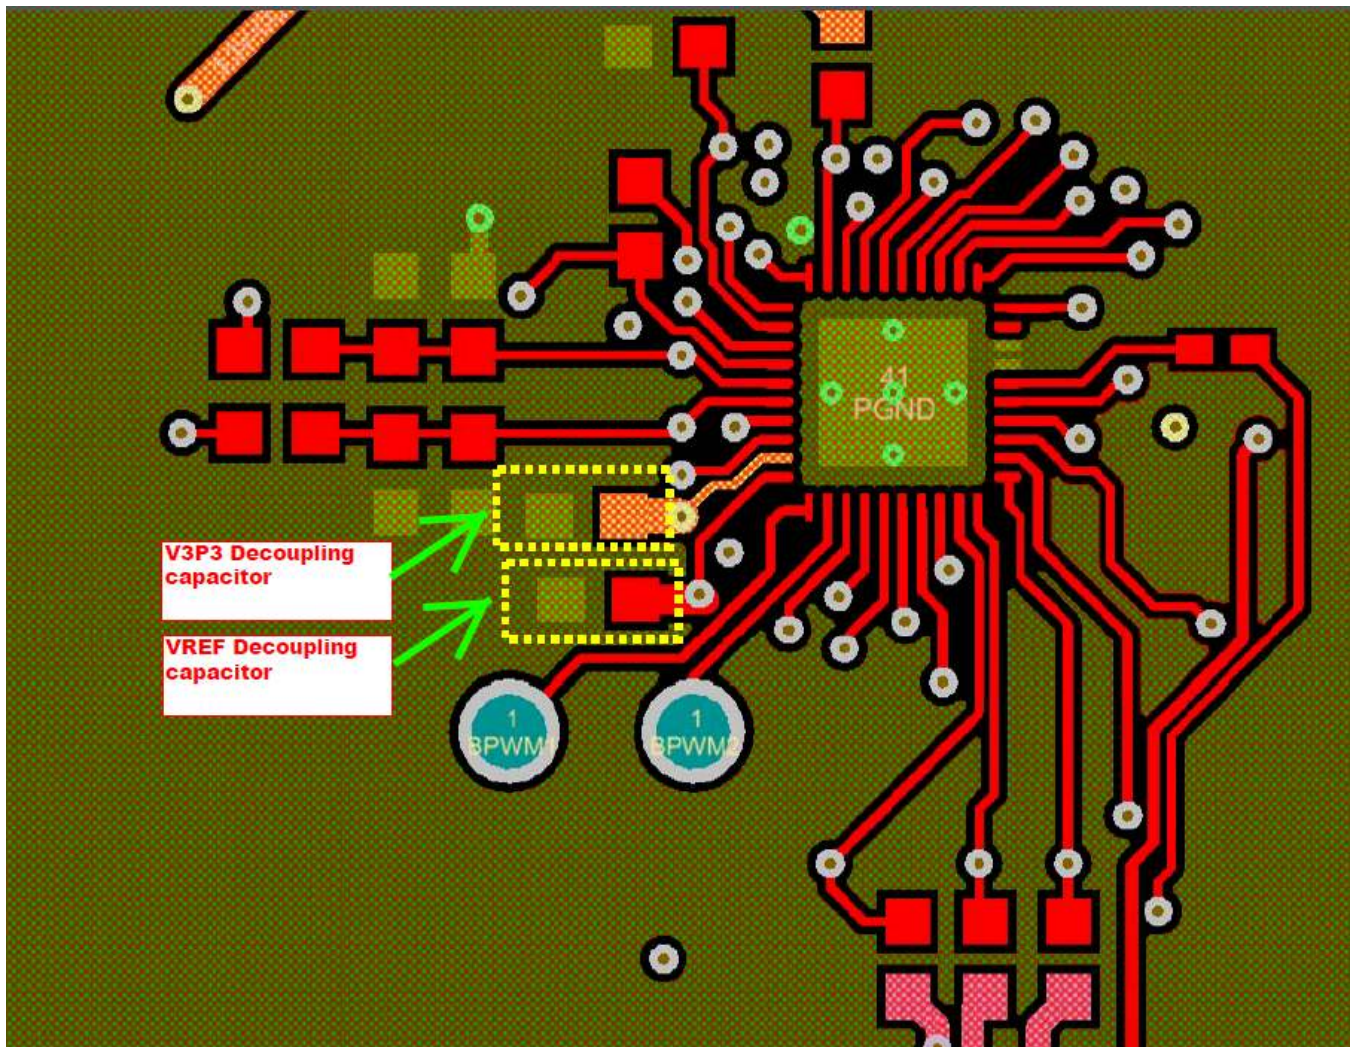 41
PGND
V3P3 Decoupling
capacitor
VREF Decoupling
capacitor
1
BPWM1
1
BPWM2